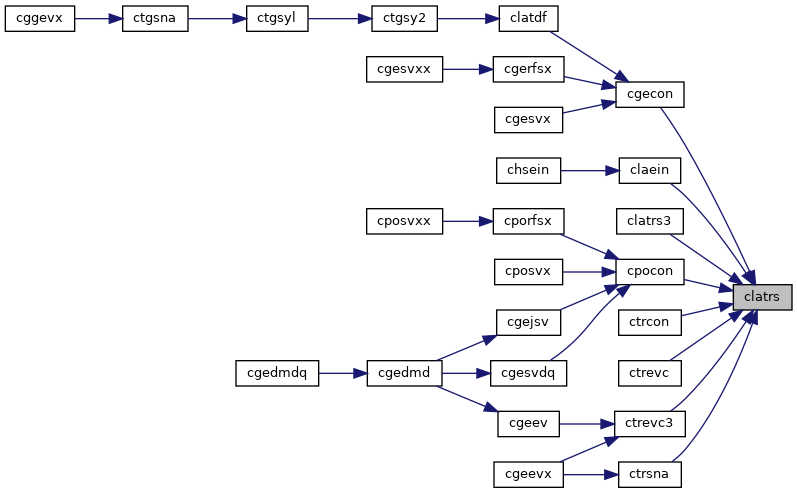 cggevx
ctgsna
ctgsyl
ctgsy2
clatdf
cgesvxx
cgerfsx
cgecon
cgesvx
chsein
claein
cposvxx
cporfsx
clatrs3
cposvx
cpocon
clatrs
cgejsv
ctrcon
cgedmdq
cgedmd
cgesvdq
ctrevc
cgeev
ctrevc3
cgeevx
ctrsna